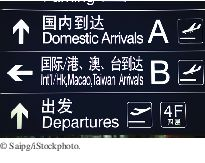 国内到达
Domestic Arrivals A
国际/港、澳、台到达
Int'l/Hk,Macao,Taiwan Arrivals B
出发
Departures
4F
© Saipg/iStockphoto.